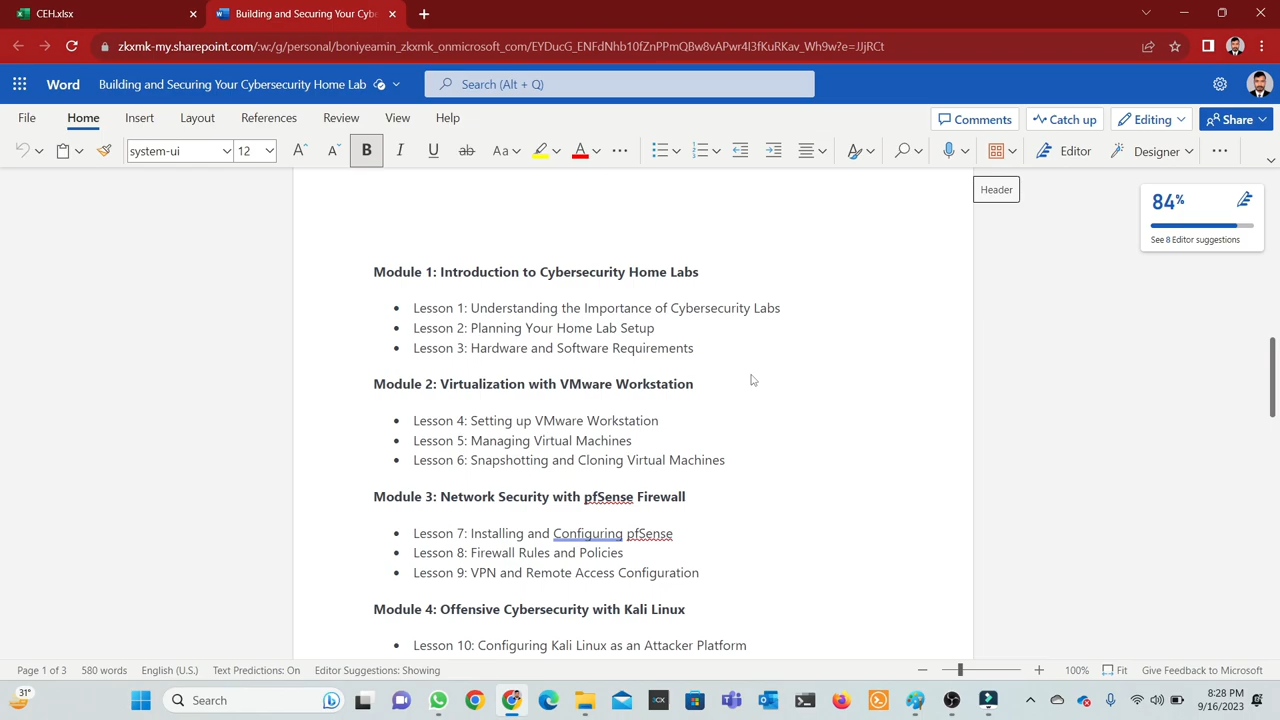 CEH.xlsx
Building and Securing Your Cybe
zkxmk-my.sharepoint.com/:w:/g/personal/boniyeamin_zkxmk_onmicrosoft_com/EYDucG_ENFdNhb10fZnPPmQBw8vAPwr4I3fKuRKav_Wh9w?e=JJjRCt
Word Building and Securing Your Cybersecurity Home Lab Search (Alt + Q)
File Home Insert Layout References Review View Help Comments Catch up Editing Share
system-ui 12 A A B I U ab Aa A Editor Designer
Header
84%
See 8 Editor suggestions
Module 1: Introduction to Cybersecurity Home Labs
• Lesson 1: Understanding the Importance of Cybersecurity Labs
• Lesson 2: Planning Your Home Lab Setup
• Lesson 3: Hardware and Software Requirements
Module 2: Virtualization with VMware Workstation
• Lesson 4: Setting up VMware Workstation
• Lesson 5: Managing Virtual Machines
• Lesson 6: Snapshotting and Cloning Virtual Machines
Module 3: Network Security with pfSense Firewall
• Lesson 7: Installing and Configuring pfSense
• Lesson 8: Firewall Rules and Policies
• Lesson 9: VPN and Remote Access Configuration
Module 4: Offensive Cybersecurity with Kali Linux
• Lesson 10: Configuring Kali Linux as an Attacker Platform
Page 1 of 3 580 words English (U.S.) Text Predictions: On Editor Suggestions: Showing 100% Fit Give Feedback to Microsoft
31° Search 8:28 PM
9/16/2023